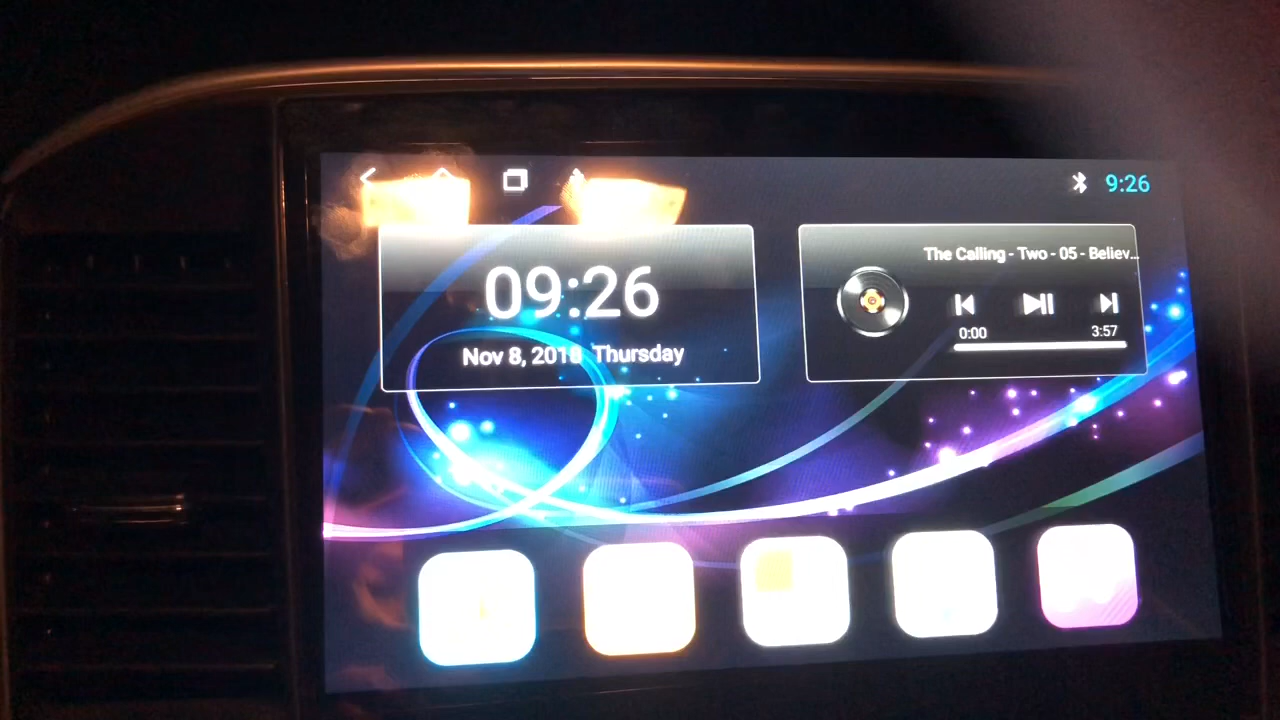 9:26
09:26
Nov 8, 2018 Thursday
The Calling - Two - 05 - Believ...
0:00
3:57